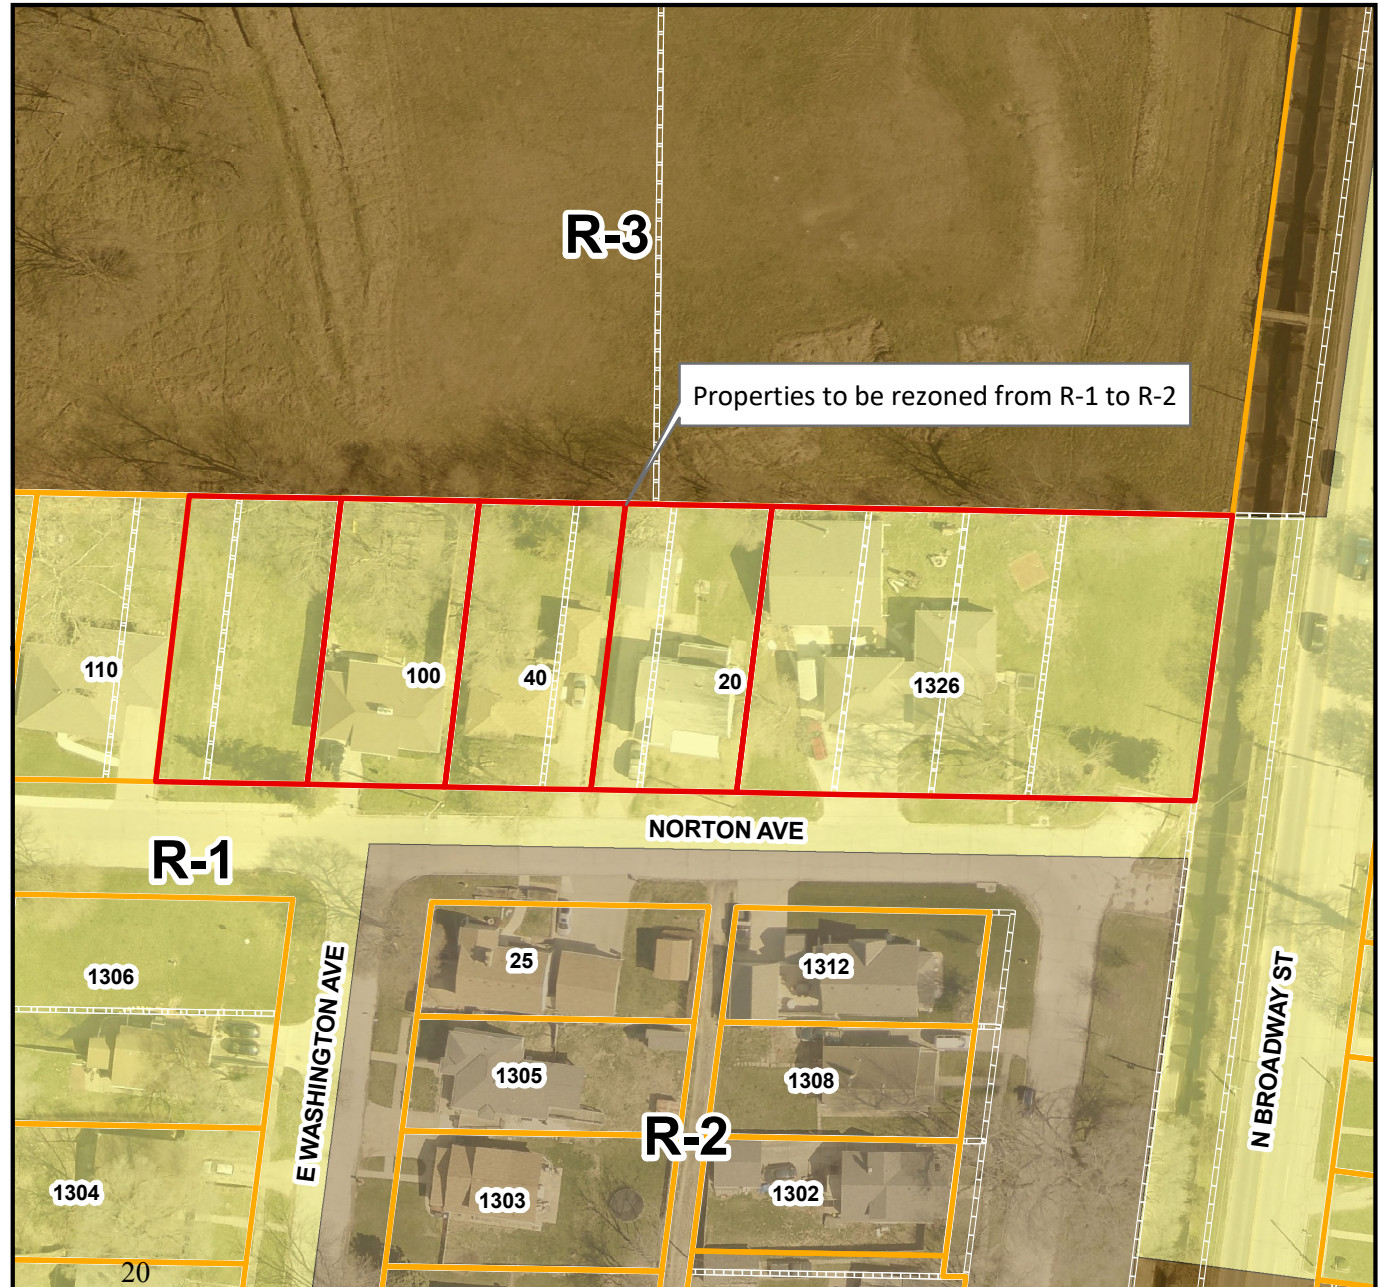 R-3
Properties to be rezoned from R-1 to R-2
110
100
40
20
1326
NORTON AVE
R-1
E WASHINGTON AVE
N BROADWAY ST
25
1312
1306
1305
1308
R-2
1304
1303
1302
20